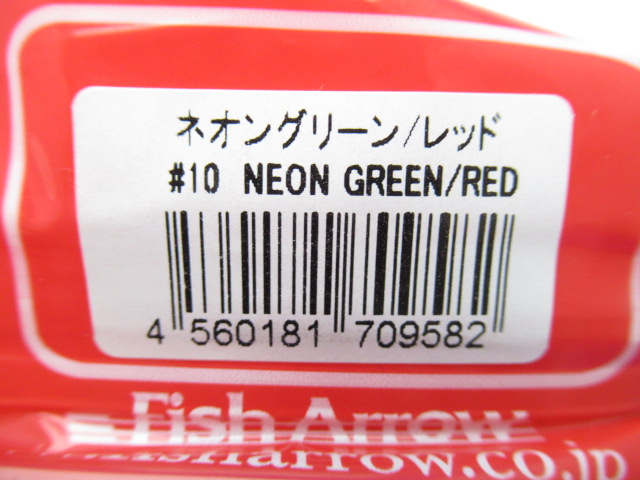 ネオングリーン/レッド
#10 NEON GREEN/RED
4 560181 709582
Fish Arrow
fisharrow.co.jp